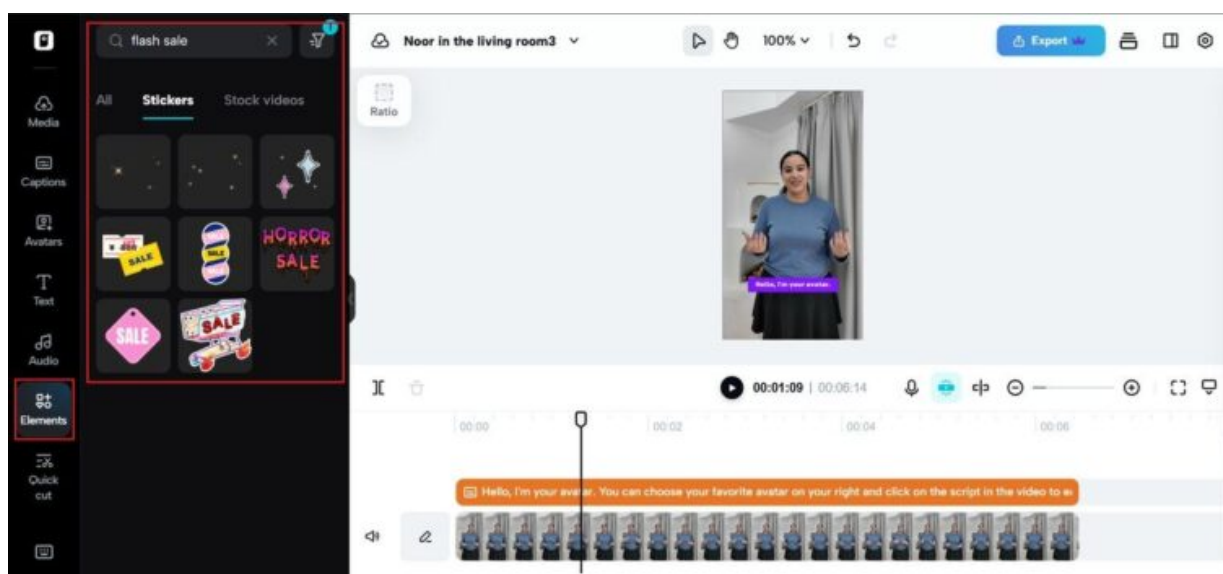 flash sale
Noor in the living room3
100%
Export
Media
All
Stickers
Stock videos
Ratio
Captions
Avatars
SALE
SALE
SALE
SALE
HORROR
SALE
Hello, I'm your avatar.
Text
Audio
SALE
SALE
00:01:09 | 00:06:14
Elements
00:00
00:02
00:04
00:06
Quick
cut
Hello, I'm your avatar. You can choose your favorite avatar on your right and click on the script in the video to